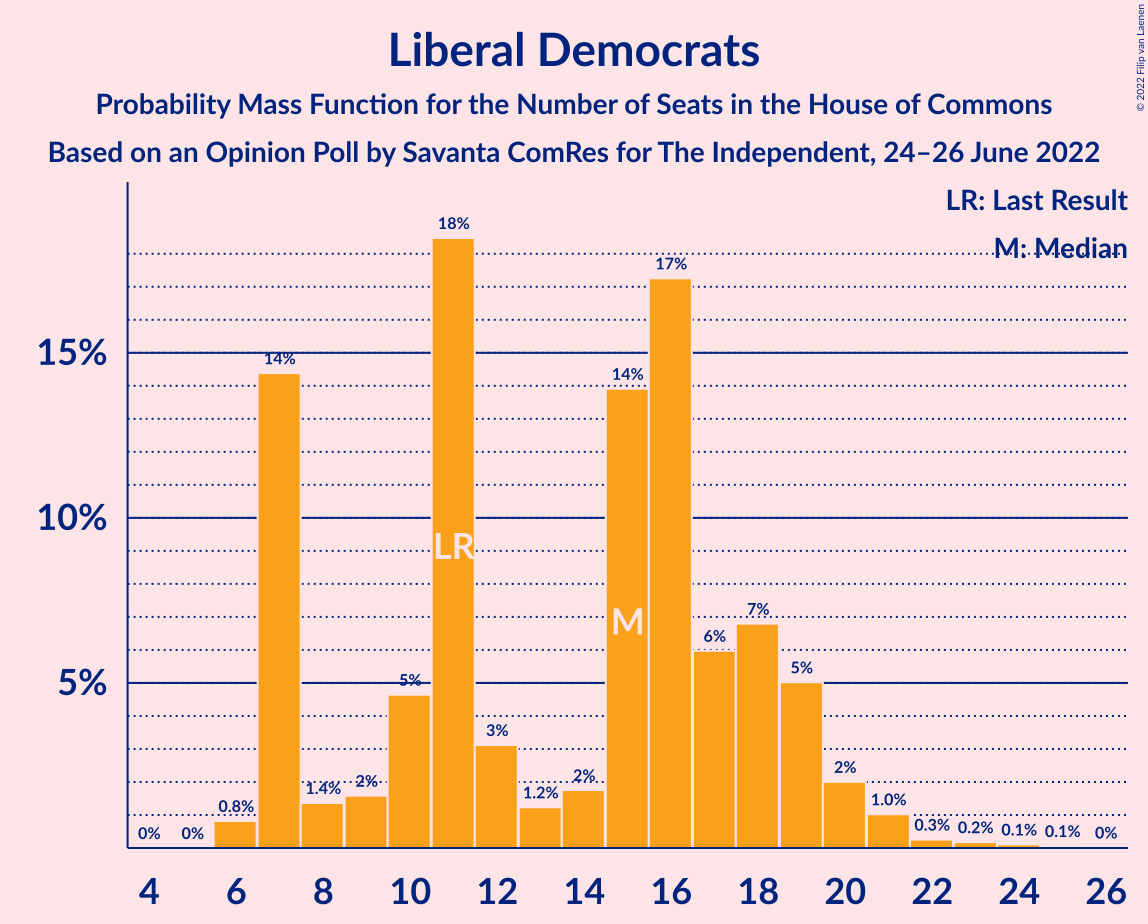 © 2022 Filip van Laenen
Liberal Democrats
Probability Mass Function for the Number of Seats in the House of Commons
Based on an Opinion Poll by Savanta ComRes for The Independent, 24–26 June 2022
LR: Last Result
M: Median
15%
10%
5%
0% 0% 0.8% 14% 1.4% 2% 5% 18% 3% 1.2% 2% 14% 17% 6% 7% 5% 2% 1.0% 0.3% 0.2% 0.1% 0.1% 0%
LR
M
4 6 8 10 12 14 16 18 20 22 24 26